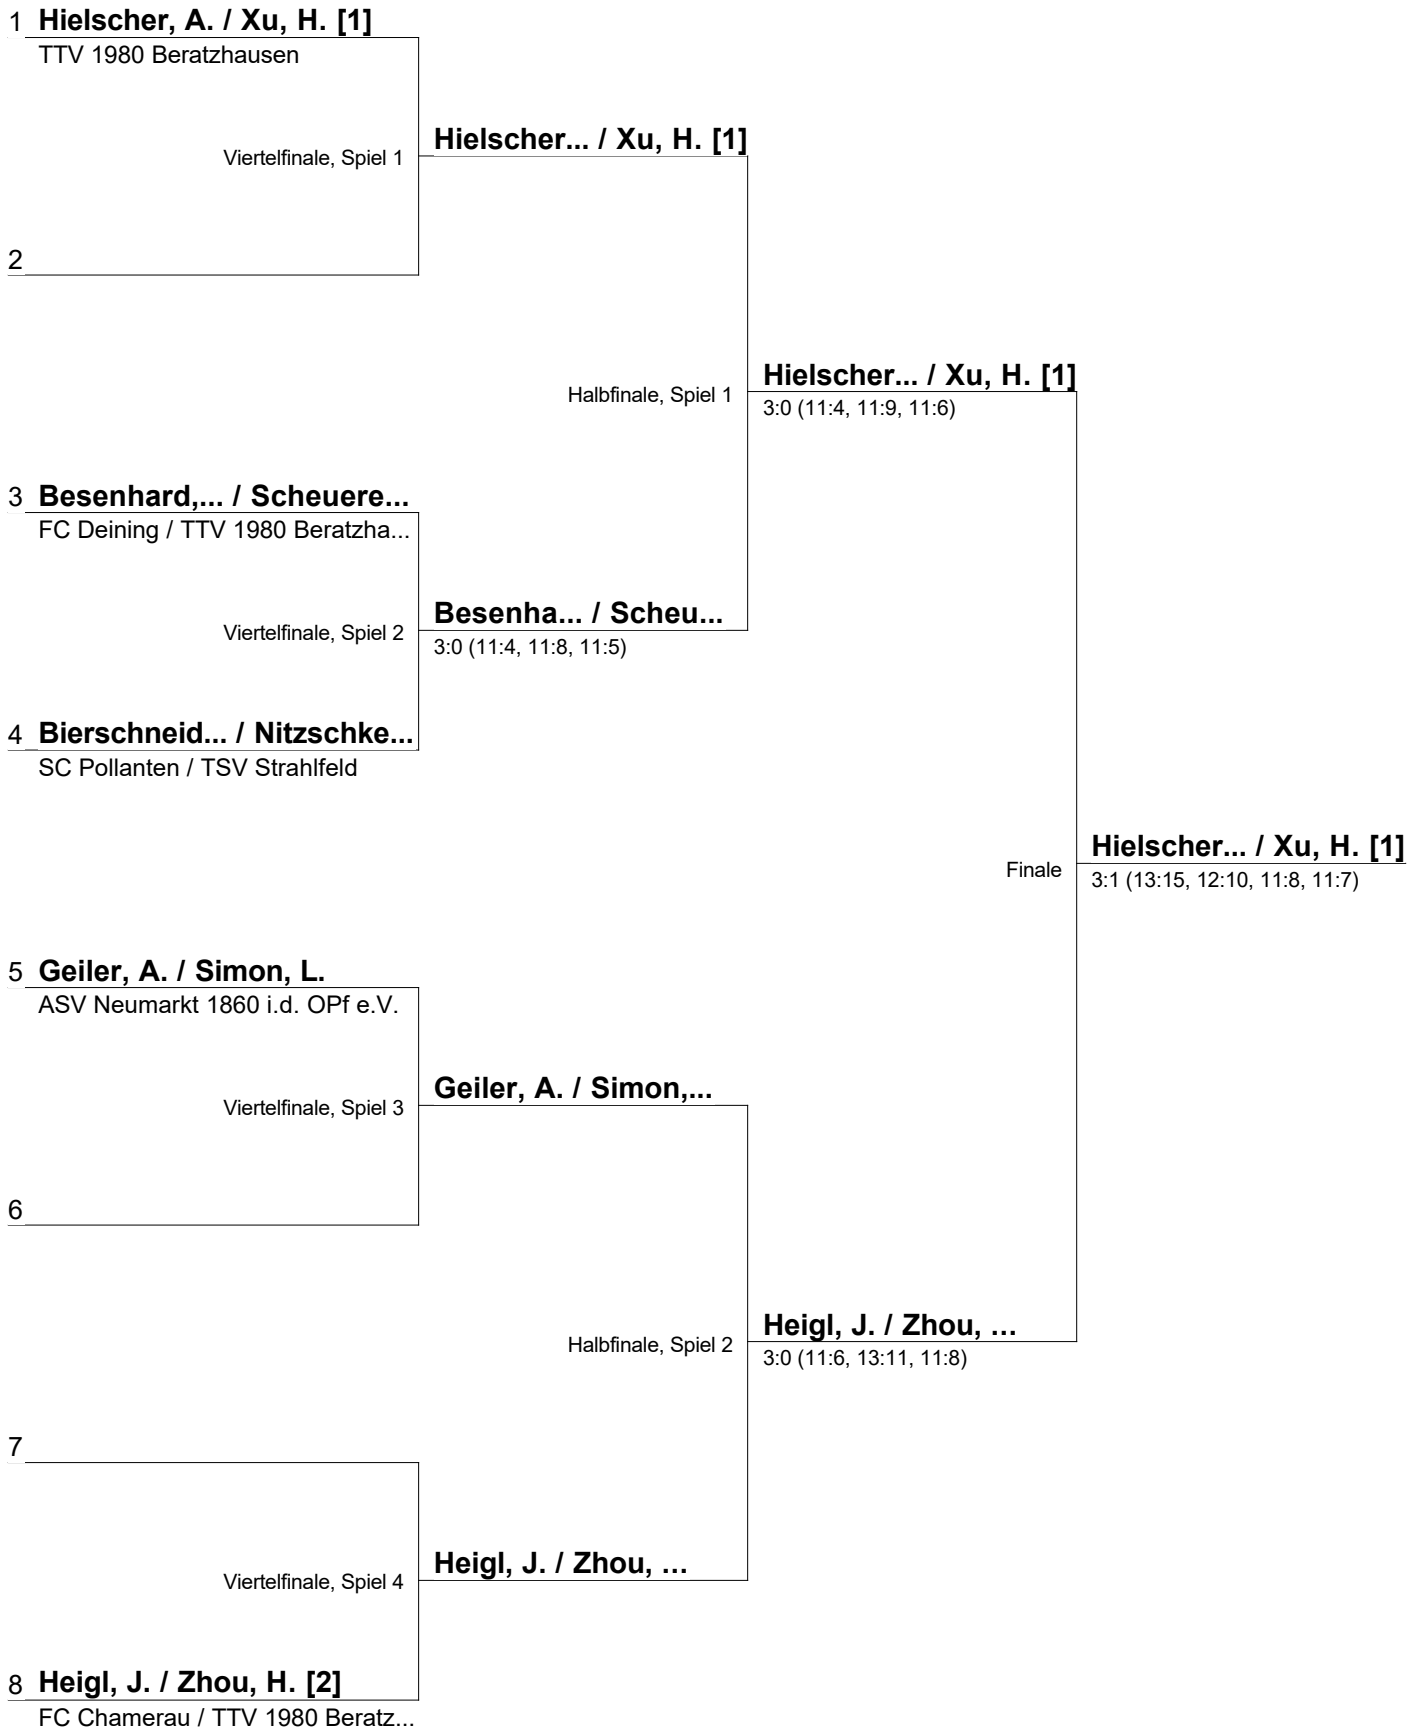 1 Hielscher, A. / Xu, H. [1]
TTV 1980 Beratzhausen
Viertelfinale, Spiel 1
Hielscher... / Xu, H. [1]
2
Halbfinale, Spiel 1
Hielscher... / Xu, H. [1]
3:0 (11:4, 11:9, 11:6)
3 Besenhard,... / Scheuere...
FC Deining / TTV 1980 Beratzha...
Viertelfinale, Spiel 2
Besenha... / Scheu...
3:0 (11:4, 11:8, 11:5)
4 Bierschneid... / Nitzschke...
SC Pollanten / TSV Strahlfeld
Finale
Hielscher... / Xu, H. [1]
3:1 (13:15, 12:10, 11:8, 11:7)
5 Geiler, A. / Simon, L.
ASV Neumarkt 1860 i.d. OPf e.V.
Viertelfinale, Spiel 3
Geiler, A. / Simon,...
6
Halbfinale, Spiel 2
Heigl, J. / Zhou, ...
3:0 (11:6, 13:11, 11:8)
7
Viertelfinale, Spiel 4
Heigl, J. / Zhou, ...
8 Heigl, J. / Zhou, H. [2]
FC Chamerau / TTV 1980 Beratz...